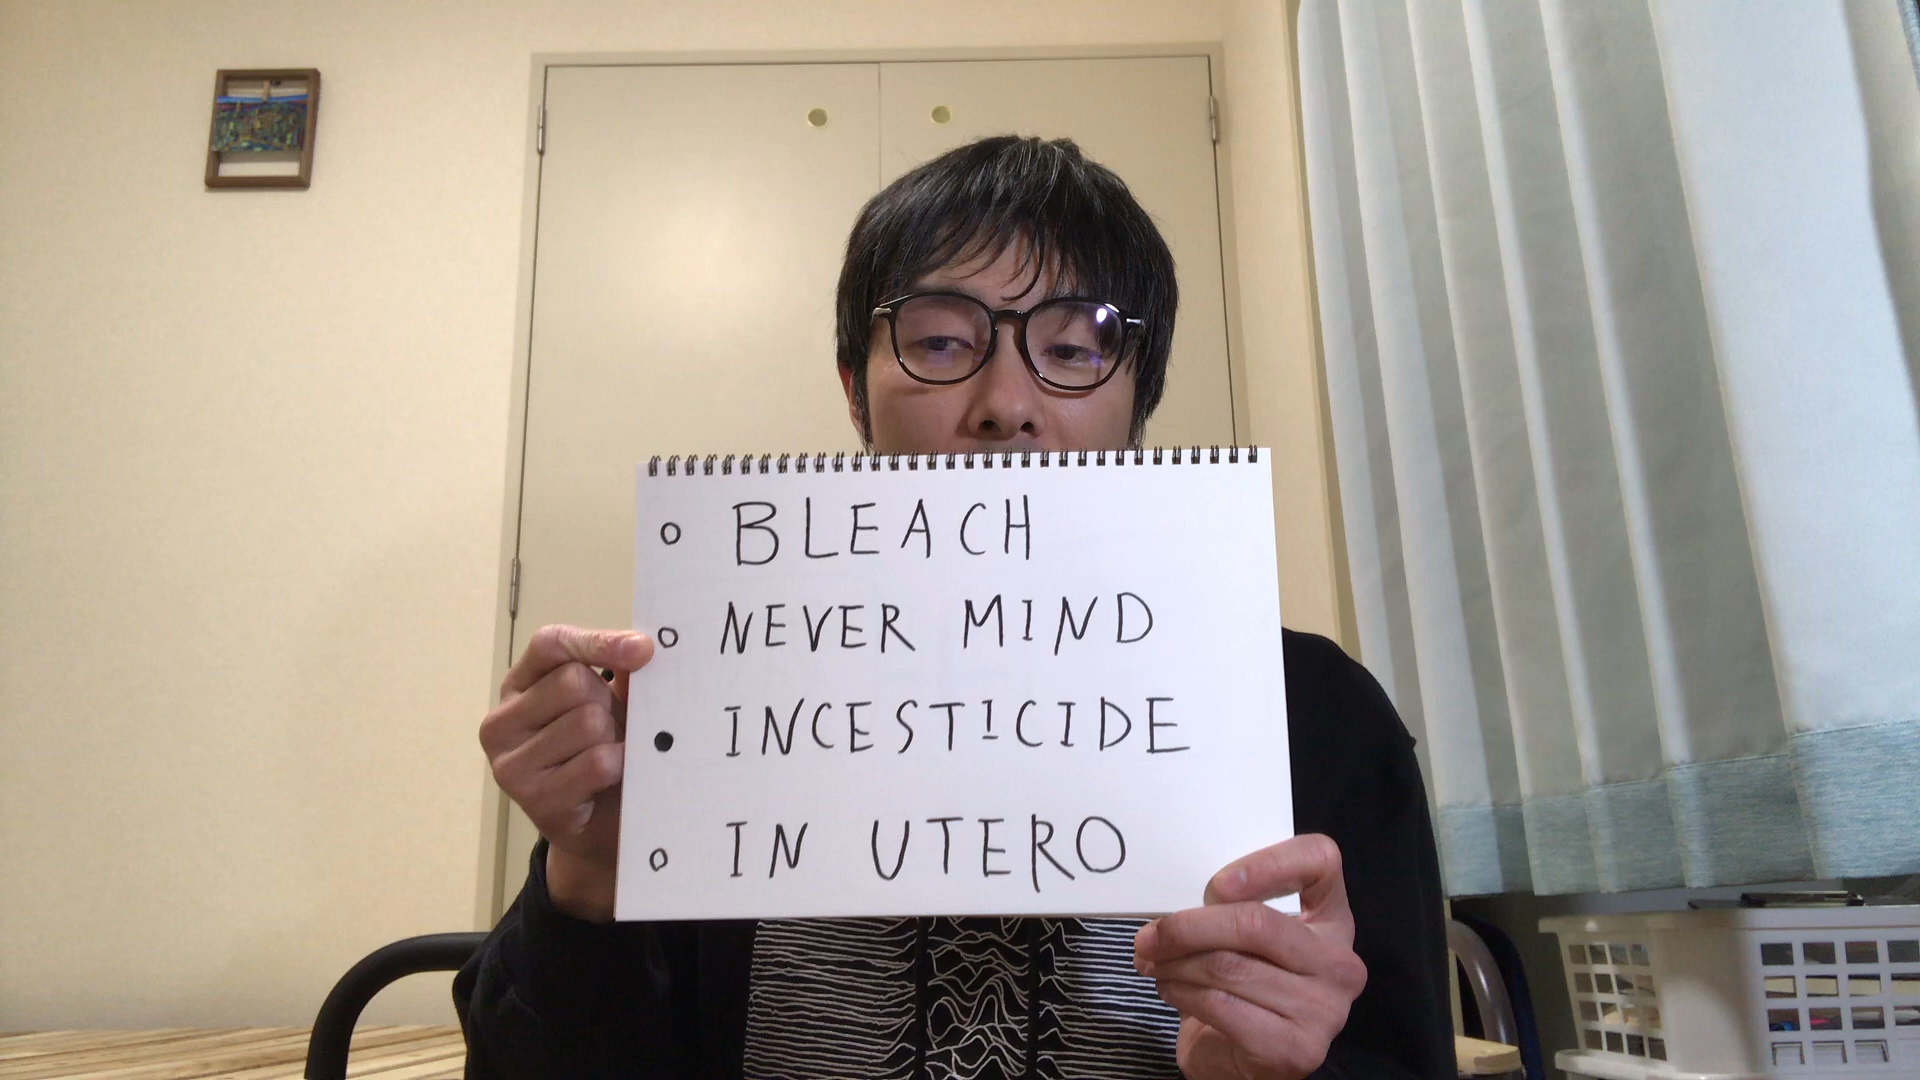 ○ BLEACH
○ NEVER MIND
● INCESTICIDE
○ IN UTERO